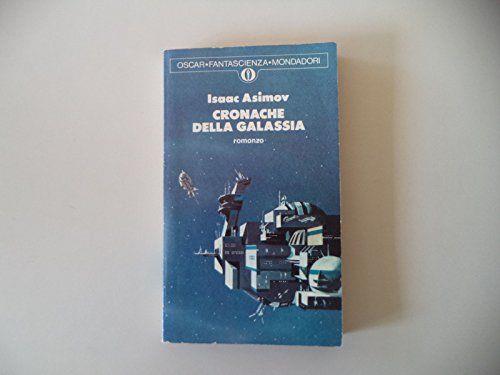 OSCAR•FANTASCIENZA•MONDADORI
Isaac Asimov
CRONACHE
DELLA GALASSIA
romanzo